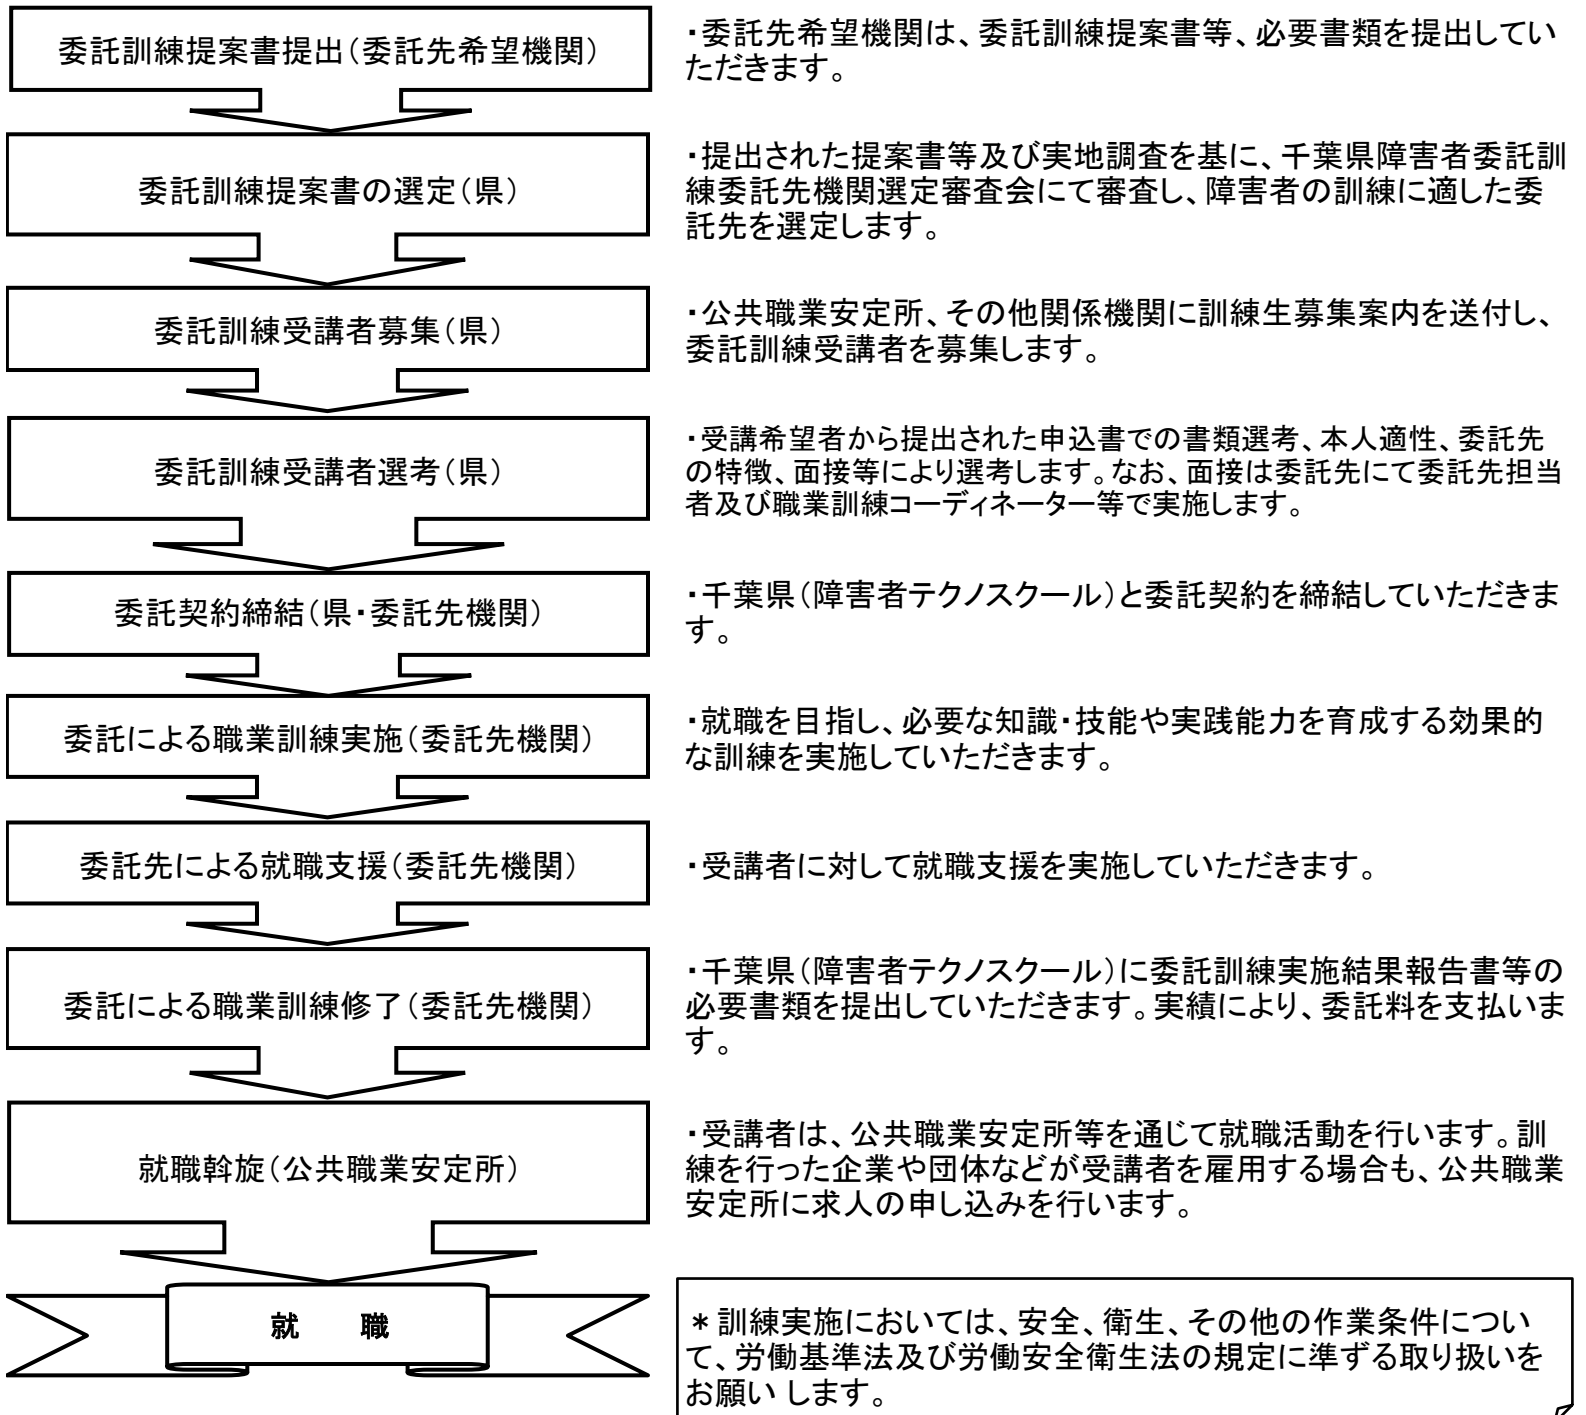 委託訓練提案書提出（委託先希望機関）
・委託先希望機関は、委託訓練提案書等、必要書類を提出してい
ただきます。
委託訓練提案書の選定（県）
・提出された提案書等及び実地調査を基に、千葉県障害者委託訓
練委託先機関選定審査会にて審査し、障害者の訓練に適した委
託先を選定します。
委託訓練受講者募集（県）
・公共職業安定所、その他関係機関に訓練生募集案内を送付し、
委託訓練受講者を募集します。
委託訓練受講者選考（県）
・受講希望者から提出された申込書での書類選考、本人適性、委託先
の特徴、面接等により選考します。なお、面接は委託先にて委託先担当
者及び職業訓練コーディネーター等で実施します。
委託契約締結（県・委託先機関）
・千葉県（障害者テクノスクール）と委託契約を締結していただきま
す。
委託による職業訓練実施（委託先機関）
・就職を目指し、必要な知識・技能や実践能力を育成する効果的
な訓練を実施していただきます。
委託先による就職支援（委託先機関）
・受講者に対して就職支援を実施していただきます。
委託による職業訓練修了（委託先機関）
・千葉県（障害者テクノスクール）に委託訓練実施結果報告書等の
必要書類を提出していただきます。実績により、委託料を支払いま
す。
就職斡旋（公共職業安定所）
・受講者は、公共職業安定所等を通じて就職活動を行います。訓
練を行った企業や団体などが受講者を雇用する場合も、公共職業
安定所に求人の申し込みを行います。
就　職
＊訓練実施においては、安全、衛生、その他の作業条件につい
て、労働基準法及び労働安全衛生法の規定に準ずる取り扱いを
お願い します。